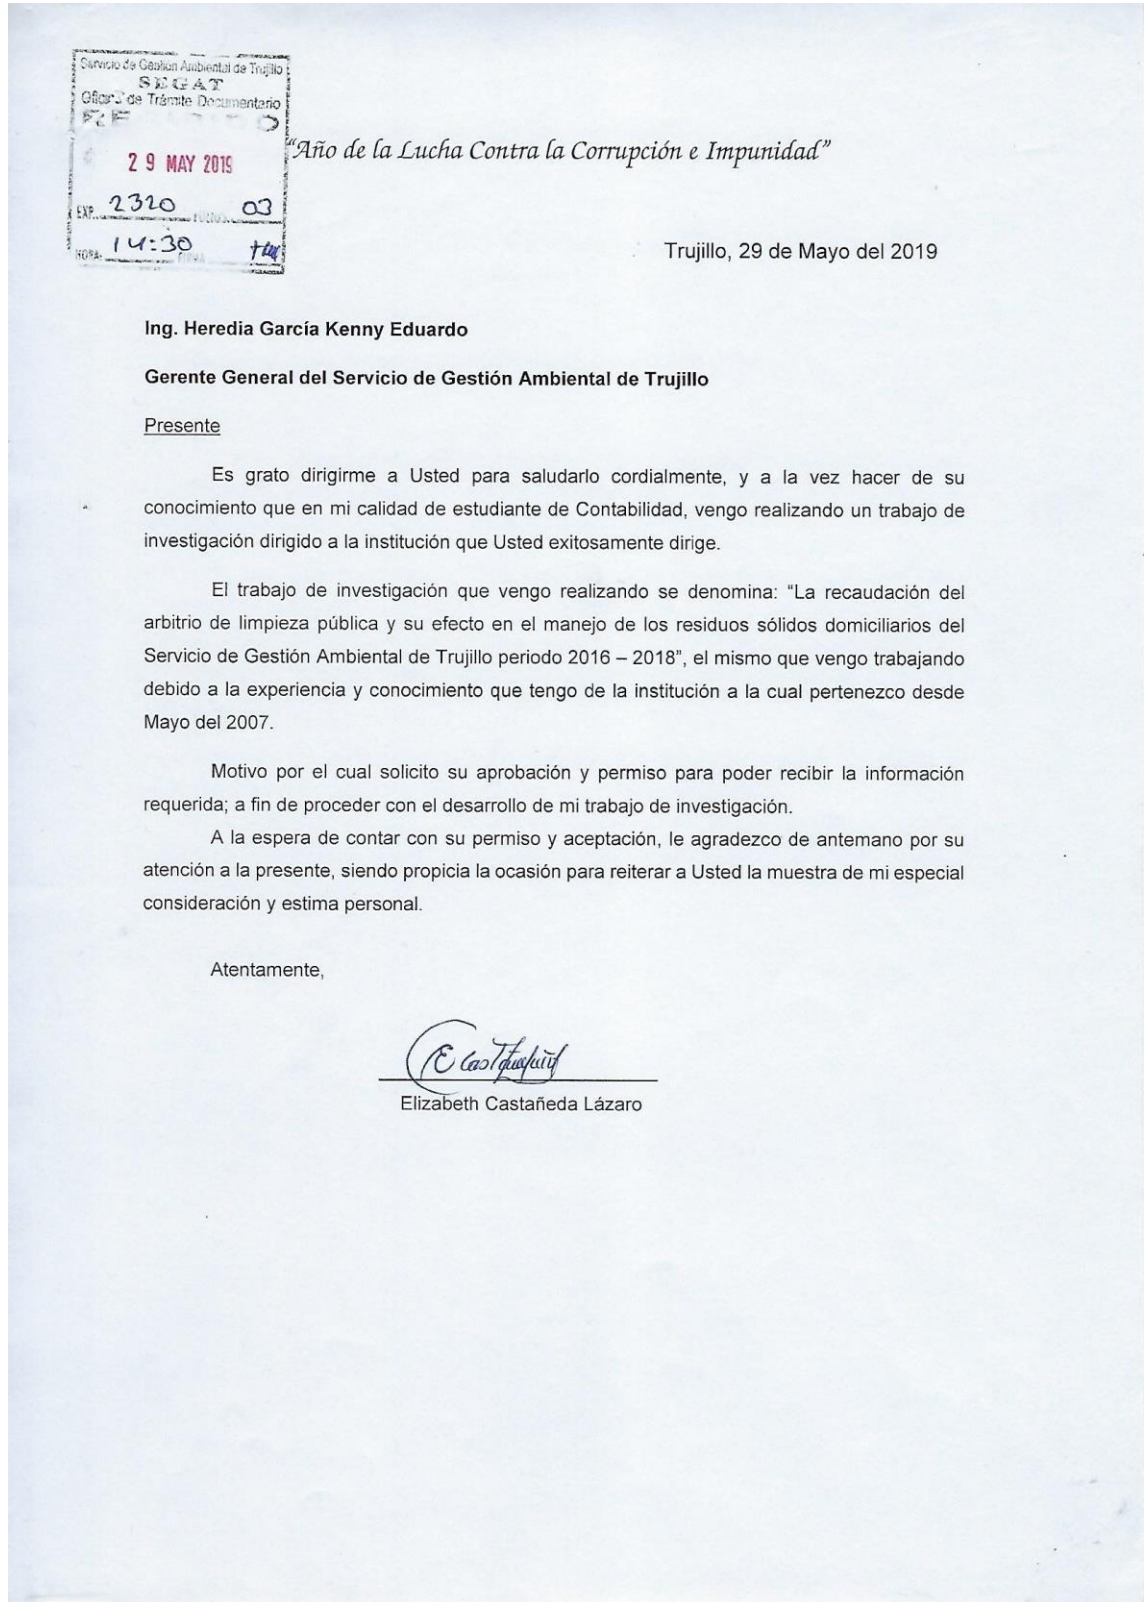 Servicio de Gestión Ambiental de Trujillo
SEGAT
Oficina de Trámite Documentario
29 MAY 2019
EXP. 2320 FOLIOS 03
HORA: 14:30 FIRMA
"Año de la Lucha Contra la Corrupción e Impunidad"
Trujillo, 29 de Mayo del 2019
Ing. Heredia García Kenny Eduardo
Gerente General del Servicio de Gestión Ambiental de Trujillo
Presente
Es grato dirigirme a Usted para saludarlo cordialmente, y a la vez hacer de su
conocimiento que en mi calidad de estudiante de Contabilidad, vengo realizando un trabajo de
investigación dirigido a la institución que Usted exitosamente dirige.
El trabajo de investigación que vengo realizando se denomina: “La recaudación del
arbitrio de limpieza pública y su efecto en el manejo de los residuos sólidos domiciliarios del
Servicio de Gestión Ambiental de Trujillo periodo 2016 – 2018”, el mismo que vengo trabajando
debido a la experiencia y conocimiento que tengo de la institución a la cual pertenezco desde
Mayo del 2007.
Motivo por el cual solicito su aprobación y permiso para poder recibir la información
requerida; a fin de proceder con el desarrollo de mi trabajo de investigación.
A la espera de contar con su permiso y aceptación, le agradezco de antemano por su
atención a la presente, siendo propicia la ocasión para reiterar a Usted la muestra de mi especial
consideración y estima personal.
Atentamente,
Elizabeth Castañeda Lázaro